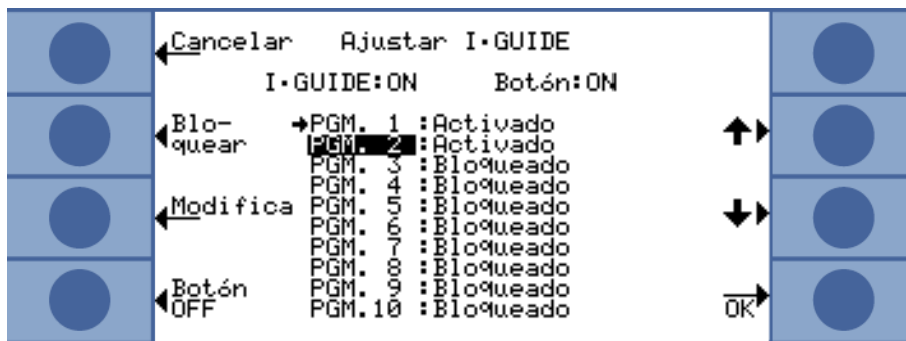 Cancelar Ajustar I·GUIDE
I·GUIDE:ON Botón:ON
Blo-
quear
Modifica
Botón
OFF
PGM. 1 :Activado
PGM. 2 :Activado
PGM. 3 :Bloqueado
PGM. 4 :Bloqueado
PGM. 5 :Bloqueado
PGM. 6 :Bloqueado
PGM. 7 :Bloqueado
PGM. 8 :Bloqueado
PGM. 9 :Bloqueado
PGM.10 :Bloqueado
OK